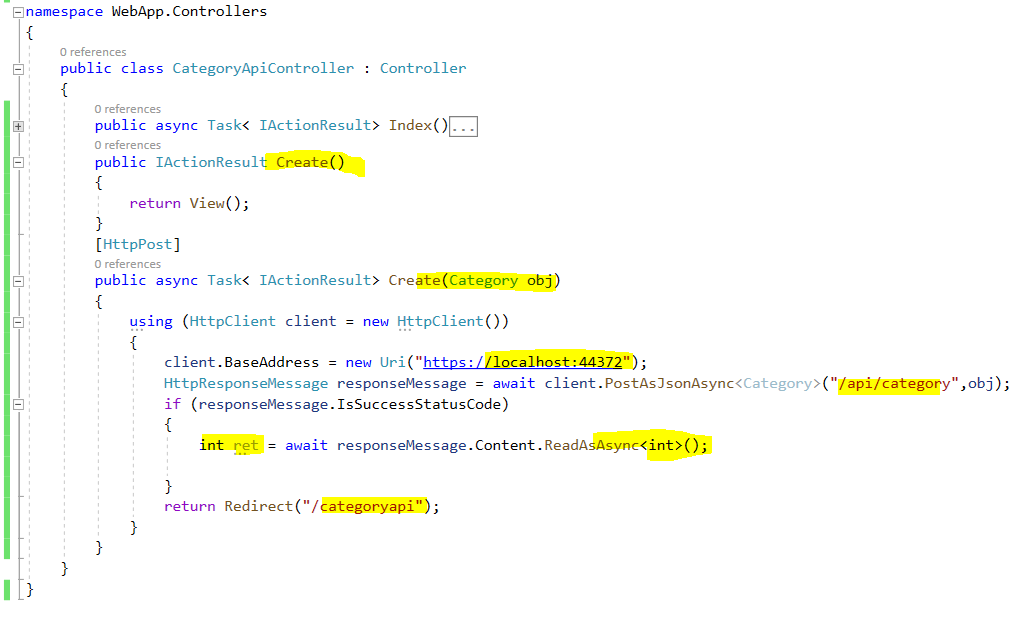 namespace WebApp.Controllers
{
0 references
public class CategoryApiController : Controller
{
0 references
public async Task< IActionResult> Index()...
0 references
public IActionResult Create()
{
return View();
}
[HttpPost]
0 references
public async Task< IActionResult> Create(Category obj)
{
using (HttpClient client = new HttpClient())
{
client.BaseAddress = new Uri("https://localhost:44372");
HttpResponseMessage responseMessage = await client.PostAsJsonAsync<Category>("/api/category",obj);
if (responseMessage.IsSuccessStatusCode)
{
int ret = await responseMessage.Content.ReadAsAsync<int>();
}
return Redirect("/categoryapi");
}
}
}
}